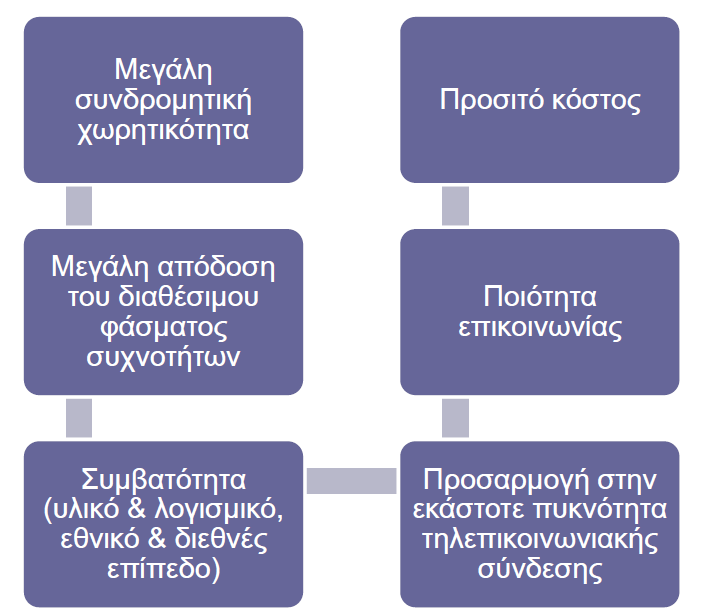 Μεγάλη
συνδρομητική
χωρητικότητα
Μεγάλη απόδοση
του διαθέσιμου
φάσματος
συχνοτήτων
Συμβατότητα
(υλικό & λογισμικό,
εθνικό & διεθνές
επίπεδο)
Προσαρμογή στην
εκάστοτε πυκνότητα
τηλεπικοινωνιακής
σύνδεσης
Ποιότητα
επικοινωνίας
Προσιτό κόστος